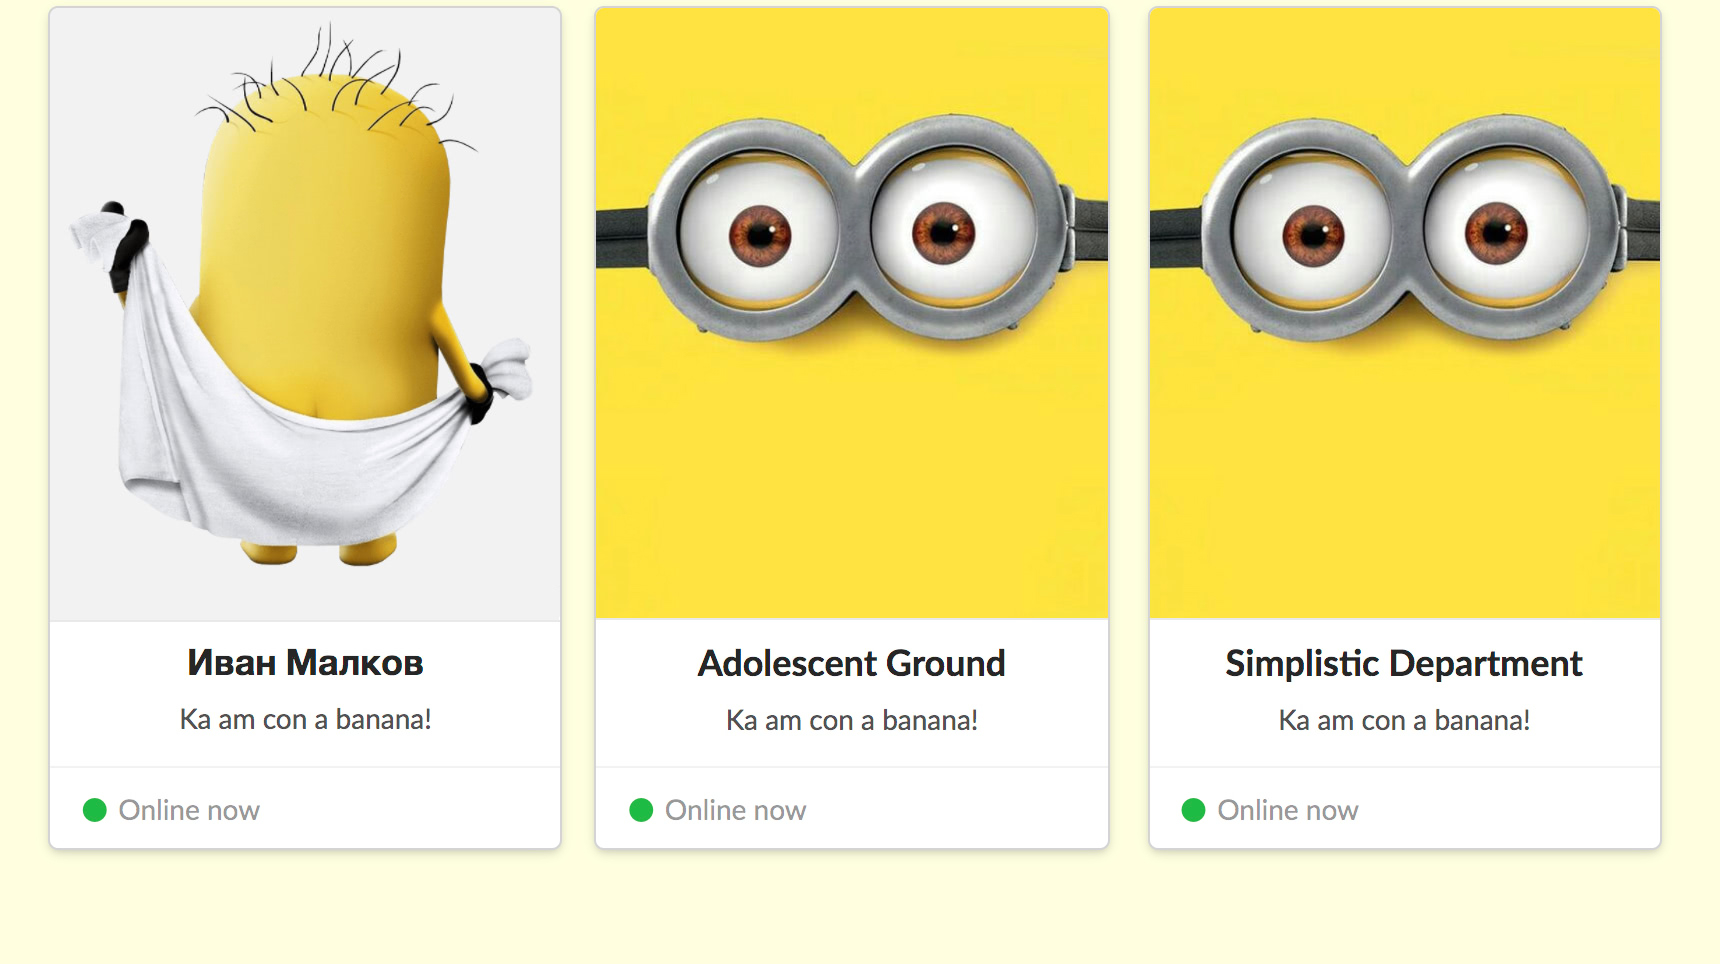 Иван Малков
Ka am con a banana!
Online now
Adolescent Ground
Ka am con a banana!
Online now
Simplistic Department
Ka am con a banana!
Online now